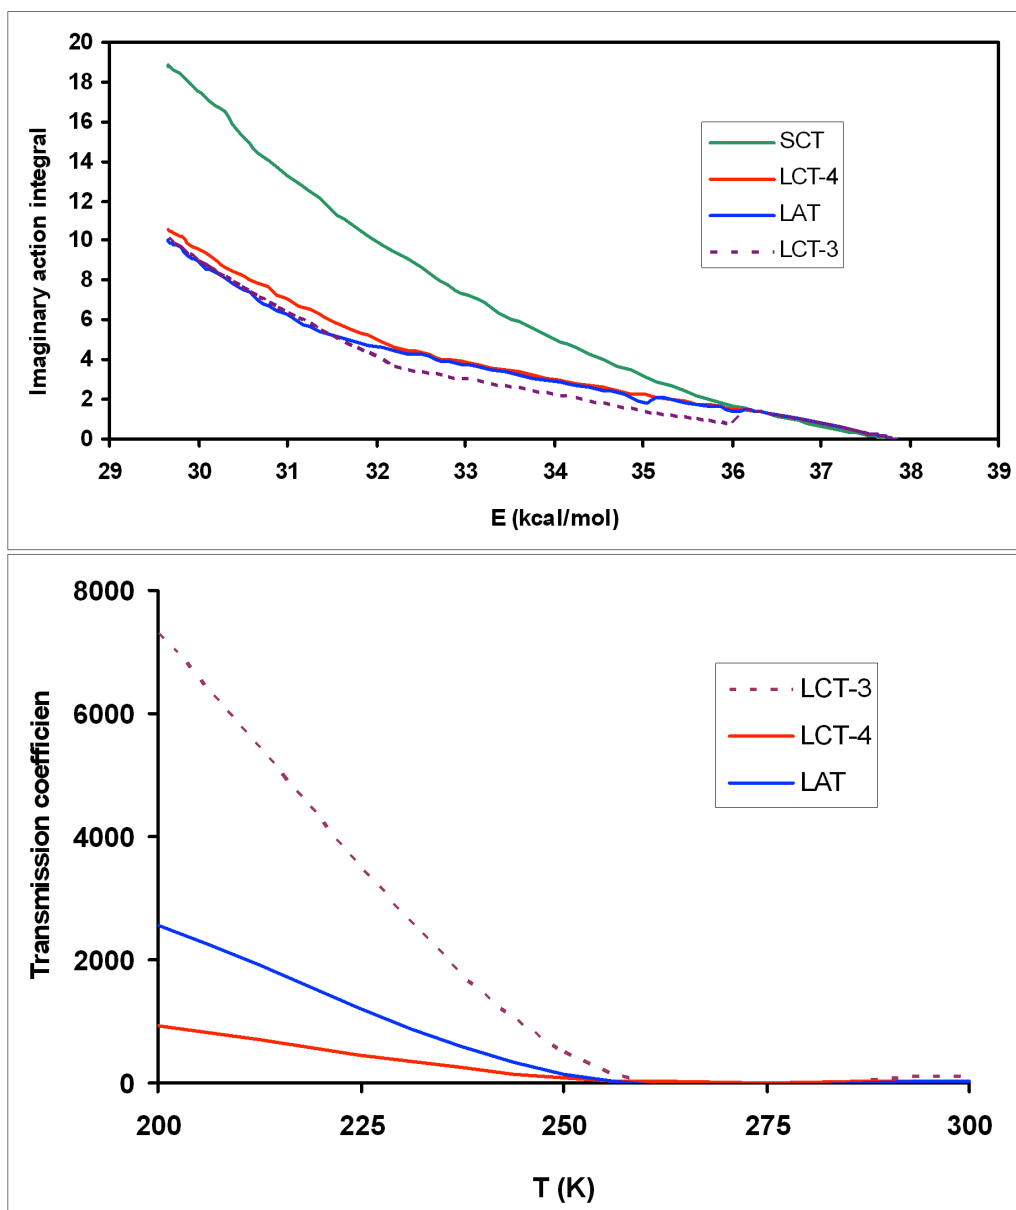 20
18
16
14
12
10
8
6
4
2
0
Imaginary action integral
SCT
LCT-4
LAT
LCT-3
29 30 31 32 33 34 35 36 37 38 39
E (kcal/mol)
8000
6000
4000
2000
0
Transmission coefficien
LCT-3
LCT-4
LAT
200 225 250 275 300
T (K)